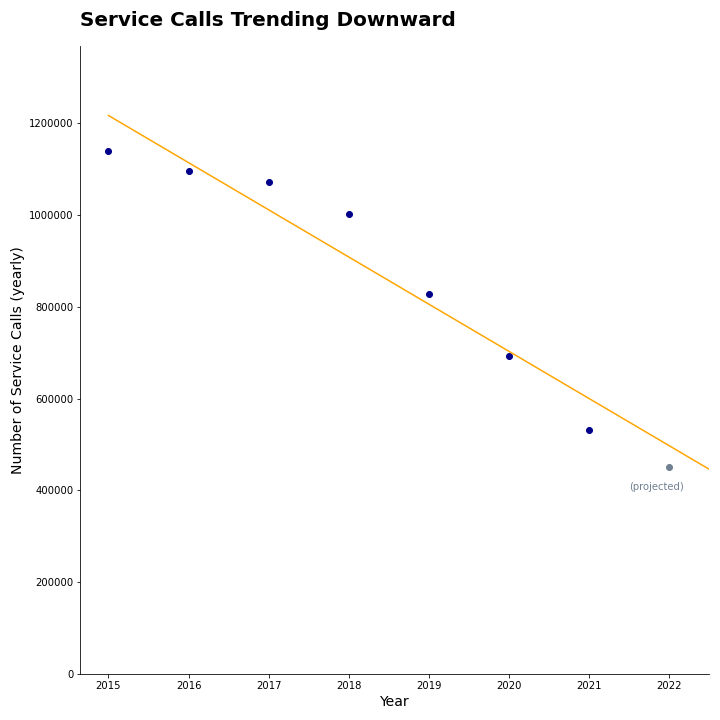 Service Calls Trending Downward
Number of Service Calls (yearly)
1200000
1000000
800000
600000
400000
200000
0
(projected)
2015 2016 2017 2018 2019 2020 2021 2022
Year